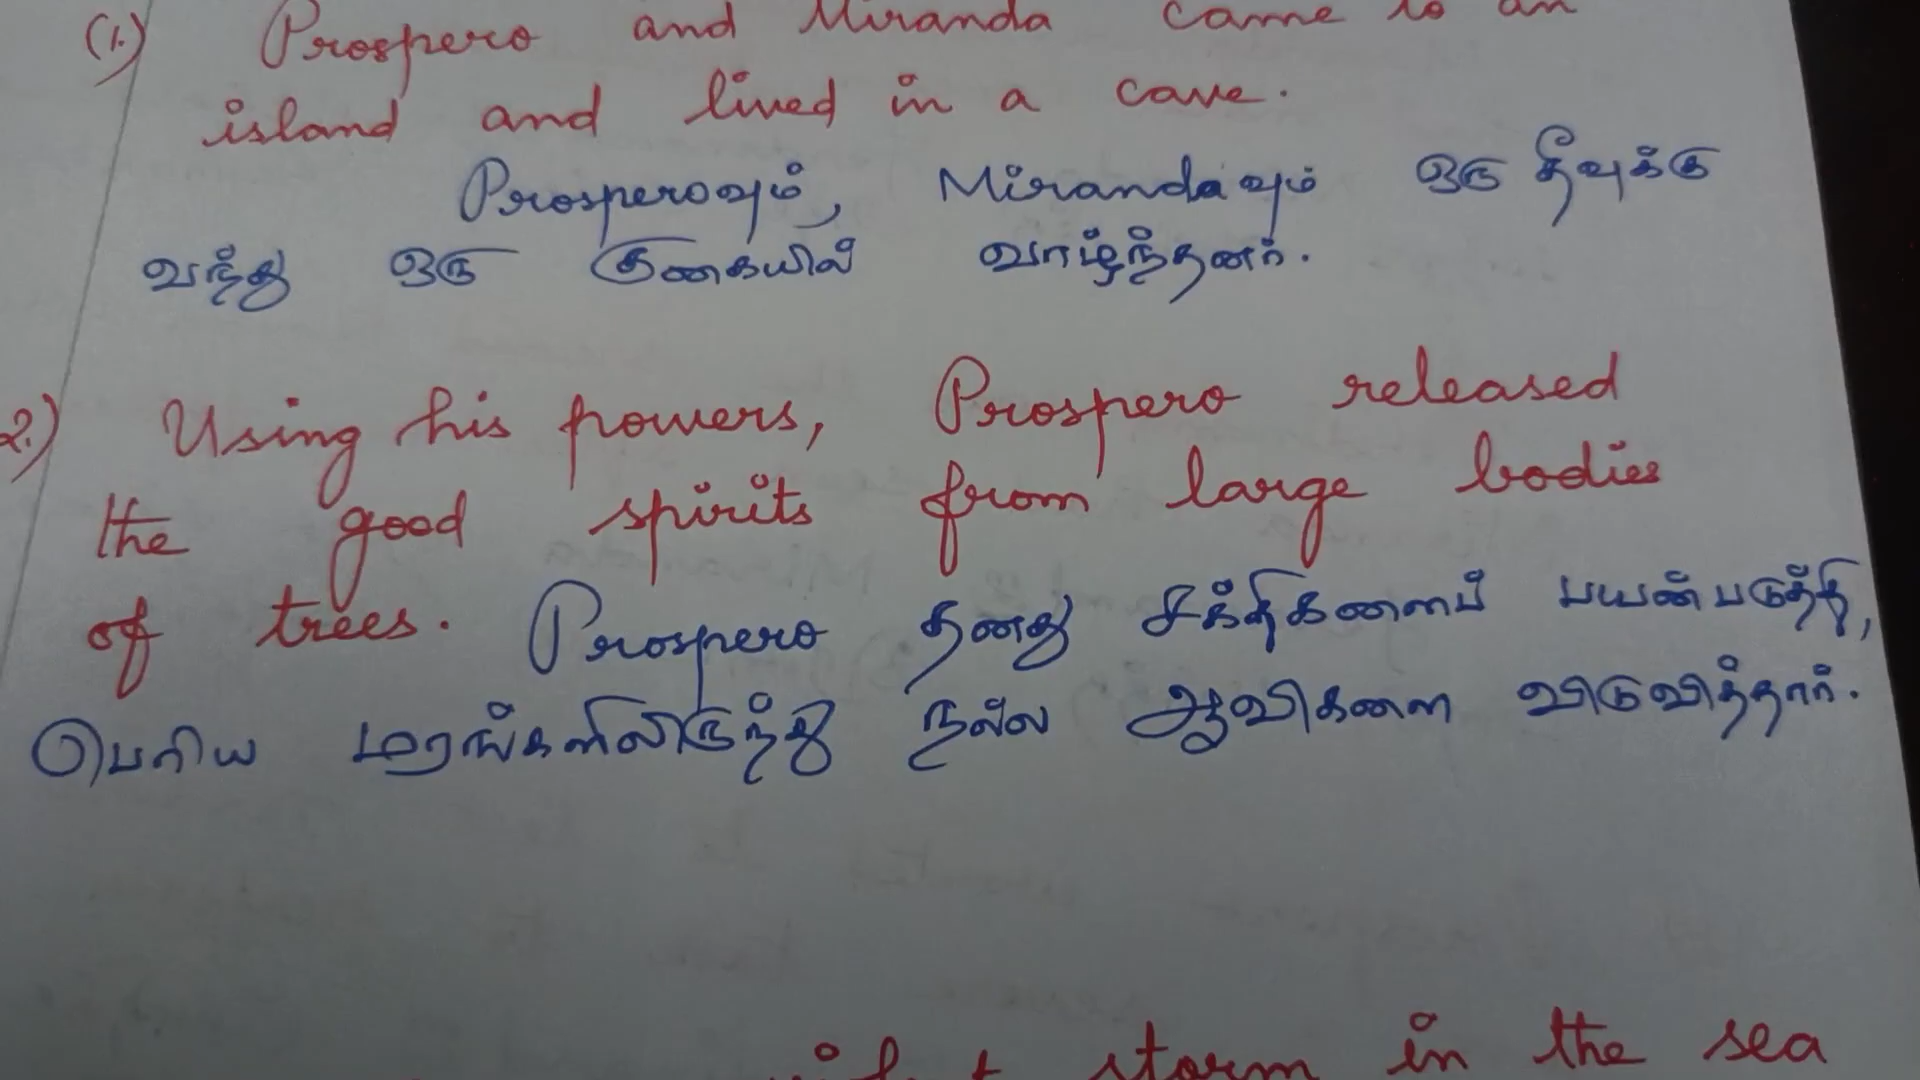 (1.) Prospero and Miranda came to an
island and lived in a cave.
Prosperoவும், Mirandaவும் ஒரு தீவுக்கு
வந்து ஒரு குகையில் வாழ்ந்தனர்.
2.) Using his powers, Prospero released
the good spirits from large bodies
of trees. Prospero தனது சக்திகளைப் பயன்படுத்தி,
பெரிய மரங்களிலிருந்து நல்ல ஆவிகளை விடுவித்தார்.
storm in the sea